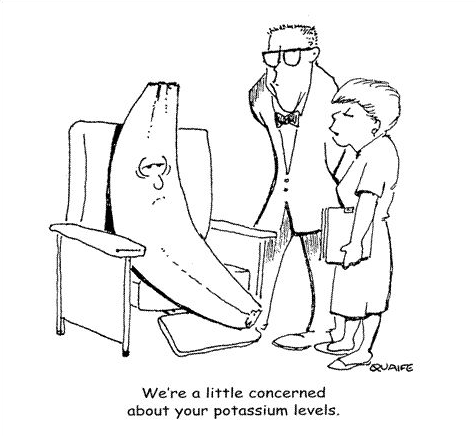 QUAIFE
We're a little concerned
about your potassium levels.